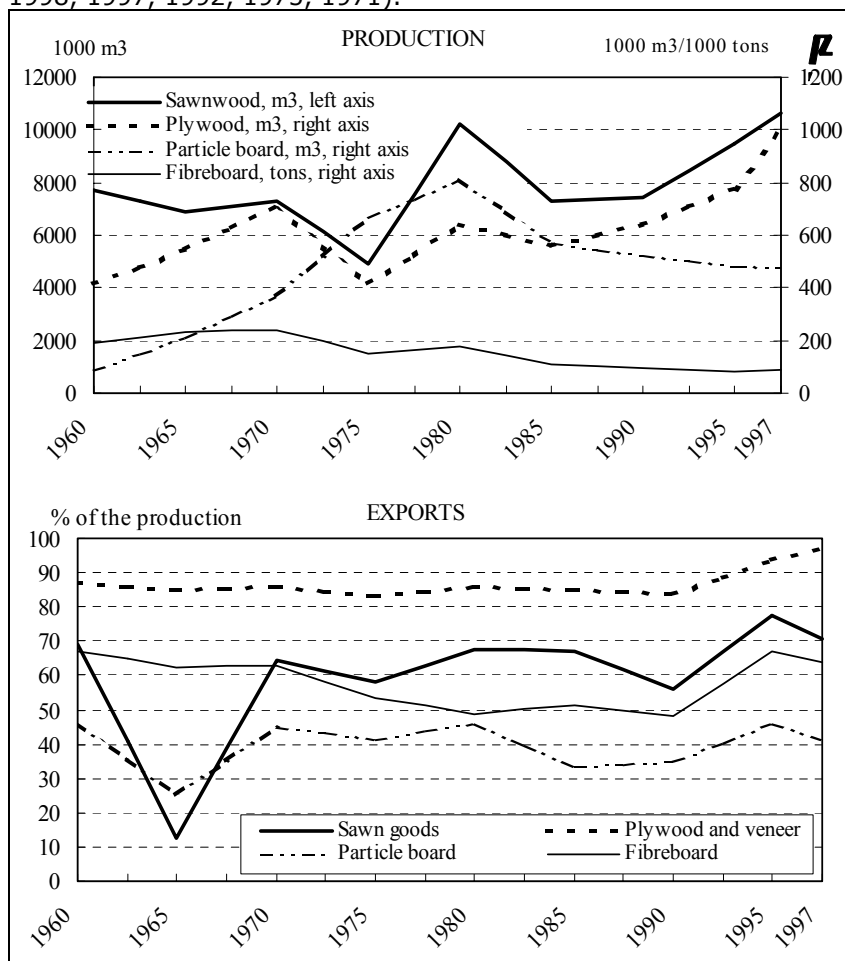 1998, 1997, 1992, 1975, 1971).
1000 m3 PRODUCTION 1000 m3/1000 tons
12000 1200
Sawnwood, m3, left axis
10000 1000
Plywood, m3, right axis
Particle board, m3, right axis
8000 800
Fibreboard, tons, right axis
6000 600
4000 400
2000 200
0 0
1960 1965 1970 1975 1980 1985 1990 1995 1997
% of the production EXPORTS
100
90
80
70
60
50
40
30
20
10
0
Sawn goods Plywood and veneer
Particle board Fibreboard
1960 1965 1970 1975 1980 1985 1990 1995 1997